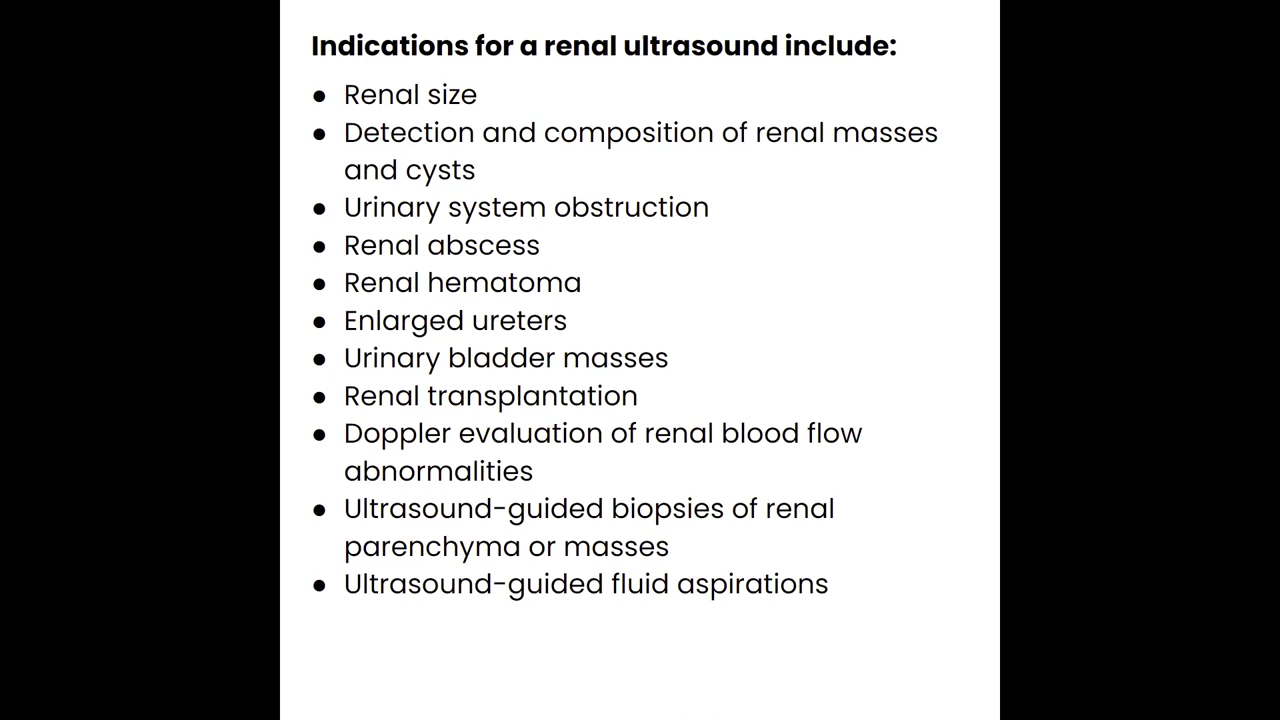 Indications for a renal ultrasound include:
● Renal size
● Detection and composition of renal masses
and cysts
● Urinary system obstruction
● Renal abscess
● Renal hematoma
● Enlarged ureters
● Urinary bladder masses
● Renal transplantation
● Doppler evaluation of renal blood flow
abnormalities
● Ultrasound-guided biopsies of renal
parenchyma or masses
● Ultrasound-guided fluid aspirations